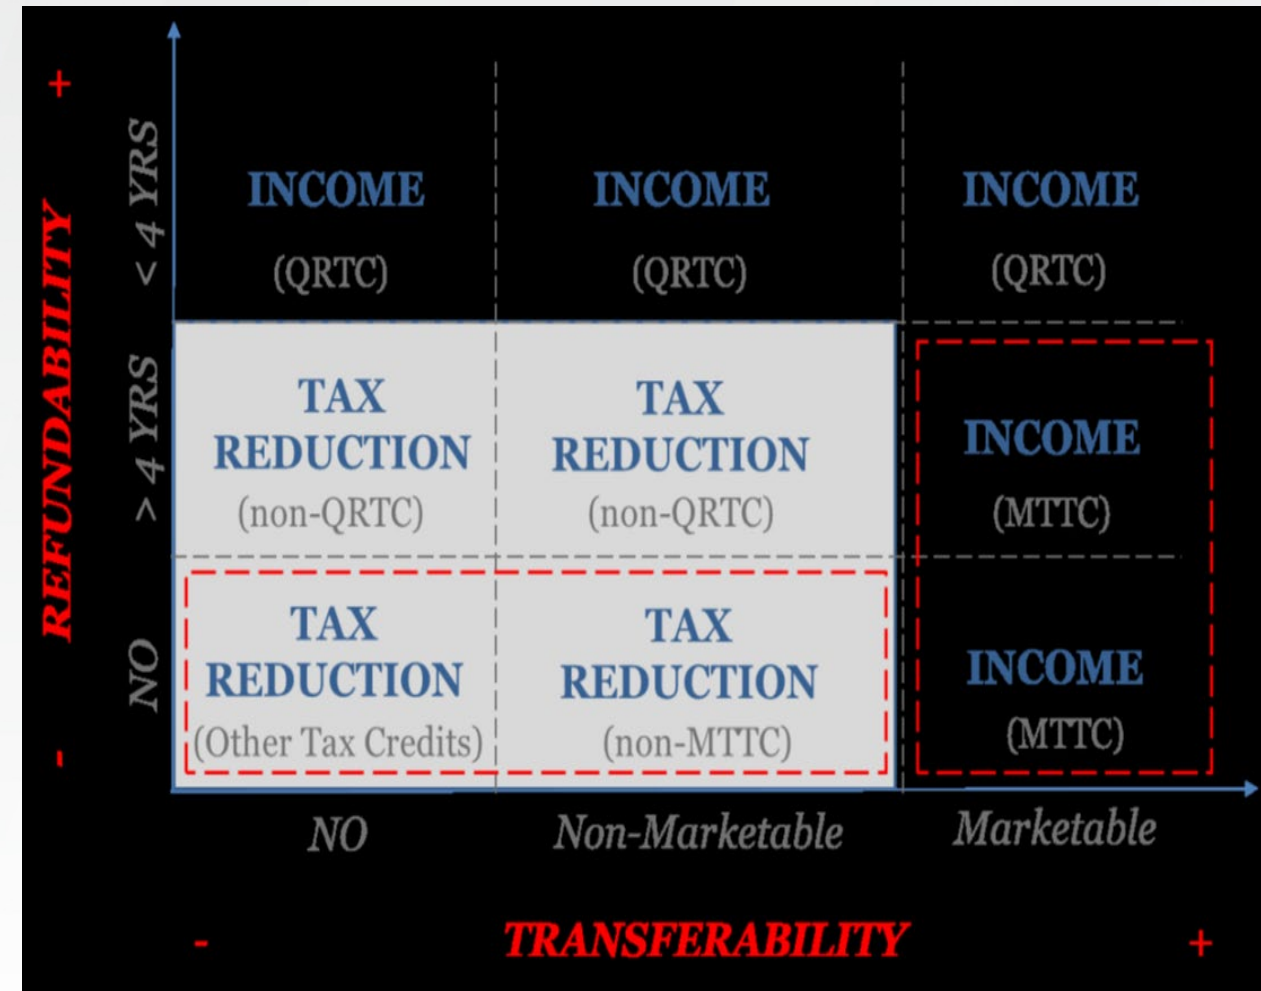 +
REFUNDABILITY
-
< 4 YRS
> 4 YRS
NO
INCOME
(QRTC)
INCOME
(QRTC)
INCOME
(QRTC)
TAX
REDUCTION
(non-QRTC)
TAX
REDUCTION
(non-QRTC)
INCOME
(MTTC)
TAX
REDUCTION
(Other Tax Credits)
TAX
REDUCTION
(non-MTTC)
INCOME
(MTTC)
NO
Non-Marketable
Marketable
-
TRANSFERABILITY
+